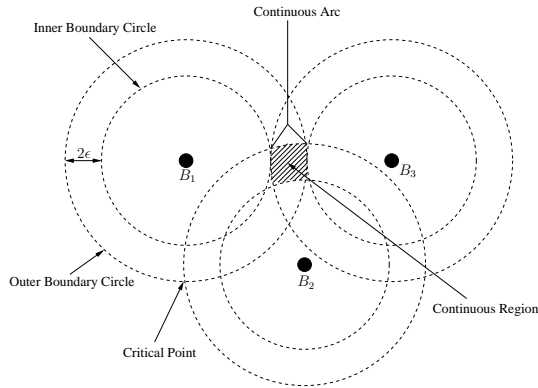 Continuous Arc
Inner Boundary Circle
2ϵ
B₁
B₃
B₂
Outer Boundary Circle
Continuous Region
Critical Point